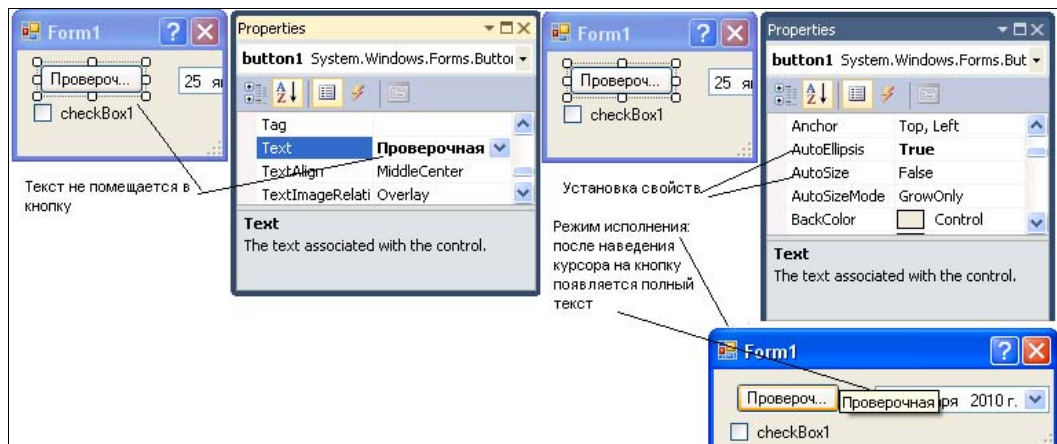 Form1
Проверoч...
25 ян
checkBox1
Текст не помещается в
кнопку
Properties
button1 System.Windows.Forms.Button
Tag
Text Проверочная
TextAlign MiddleCenter
TextImageRelati Overlay
Text
The text associated with the control.
Form1
Провероч...
25
checkBox1
Установка свойств
Режим исполнения:
после наведения
курсора на кнопку
появляется полный
текст
Properties
button1 System.Windows.Forms.But
Anchor Top, Left
AutoEllipsis True
AutoSize False
AutoSizeMode GrowOnly
BackColor Control
Text
The text associated with the control.
Form1
Провероч...
Проверочная
ря 2010 г.
checkBox1